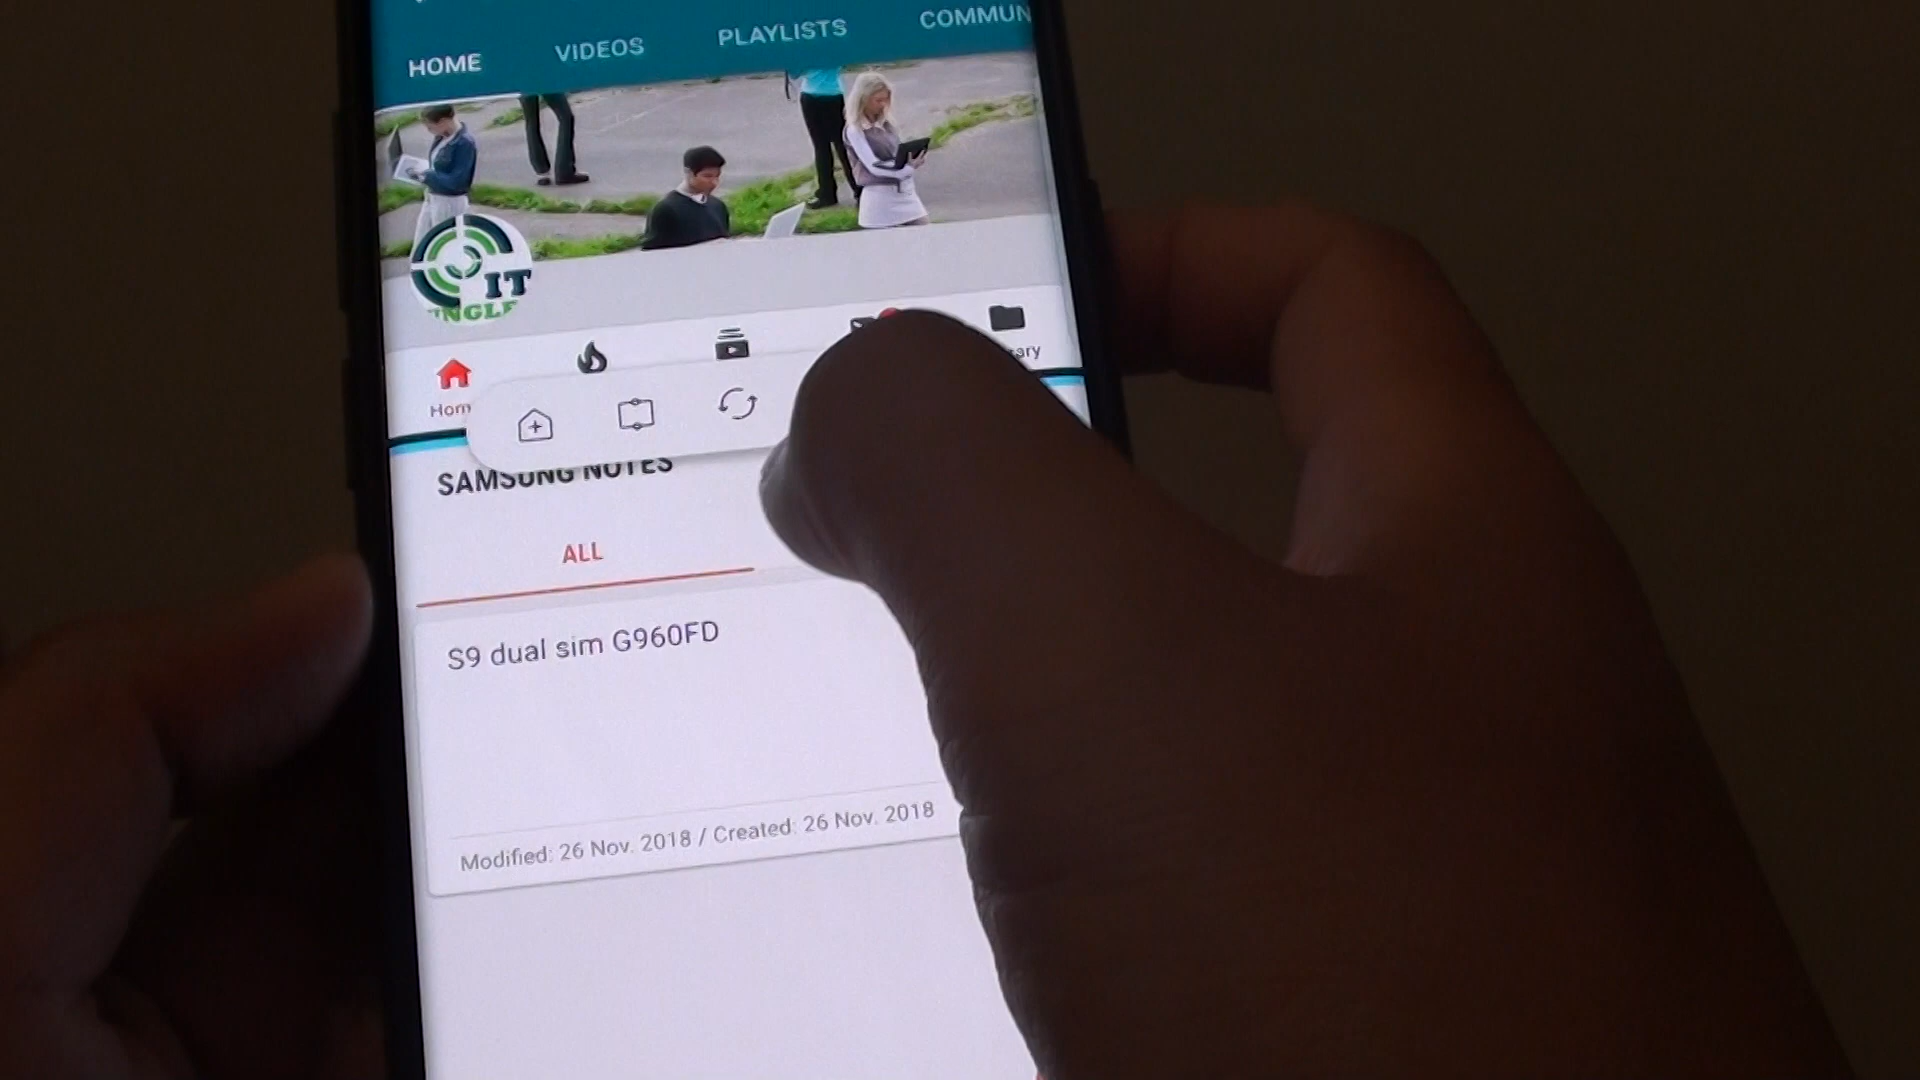 HOME VIDEOS PLAYLISTS COMMUN
IT
Hom
SAMSUNG NOTES
ALL
S9 dual sim G960FD
Modified: 26 Nov. 2018 / Created: 26 Nov. 2018